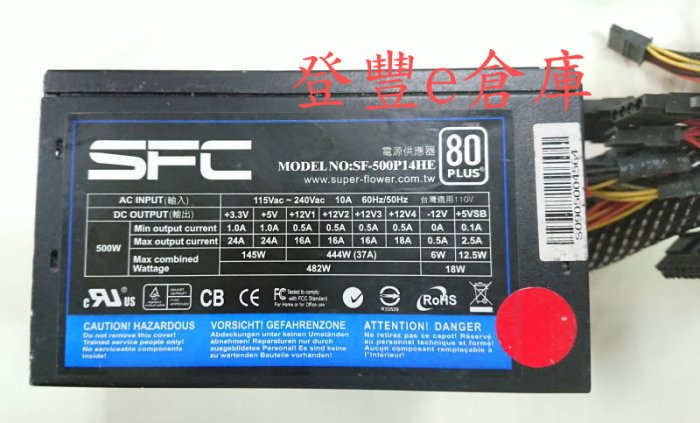 登豐e倉庫
SFC
電源供應器
MODEL NO:SF-500P14HE
www.super-flower.com.tw
80
PLUS
AC INPUT(輸入) 115Vac ~ 240Vac 10A 60Hz/50Hz 台灣適用110V
DC OUTPUT(輸出) +3.3V +5V +12V1 +12V2 +12V3 +12V4 -12V +5VSB
500W
Min output current 1.0A 1.0A 0.5A 0.5A 0.5A 0.5A 0A 0.1A
Max output current 24A 24A 16A 16A 16A 18A 0.5A 2.5A
Max combined Wattage 145W 444W (37A) 6W 12.5W
482W 18W
c RU US
CB
CE
FC Tested to comply
with FCC Standard
For Home or Office use
R33529
RoHS
CAUTION! HAZARDOUS
Do not remove this cover!
Trained service people only!
No serviceable components
inside!
VORSICHT! GEFAHRENZONE
Abdeckungen unter keinen Umständen
abnehmen! Reparaturen nur durch
ausgebildetes Personal! Es sind keine
zu wartenden Bauteile vorhanden!
ATTENTION! DANGER
Ne retirez pas ce capot! Réservé
au personnel technique et formé!
Aucun composant remplaçable à
l'interieur!
S0905004564